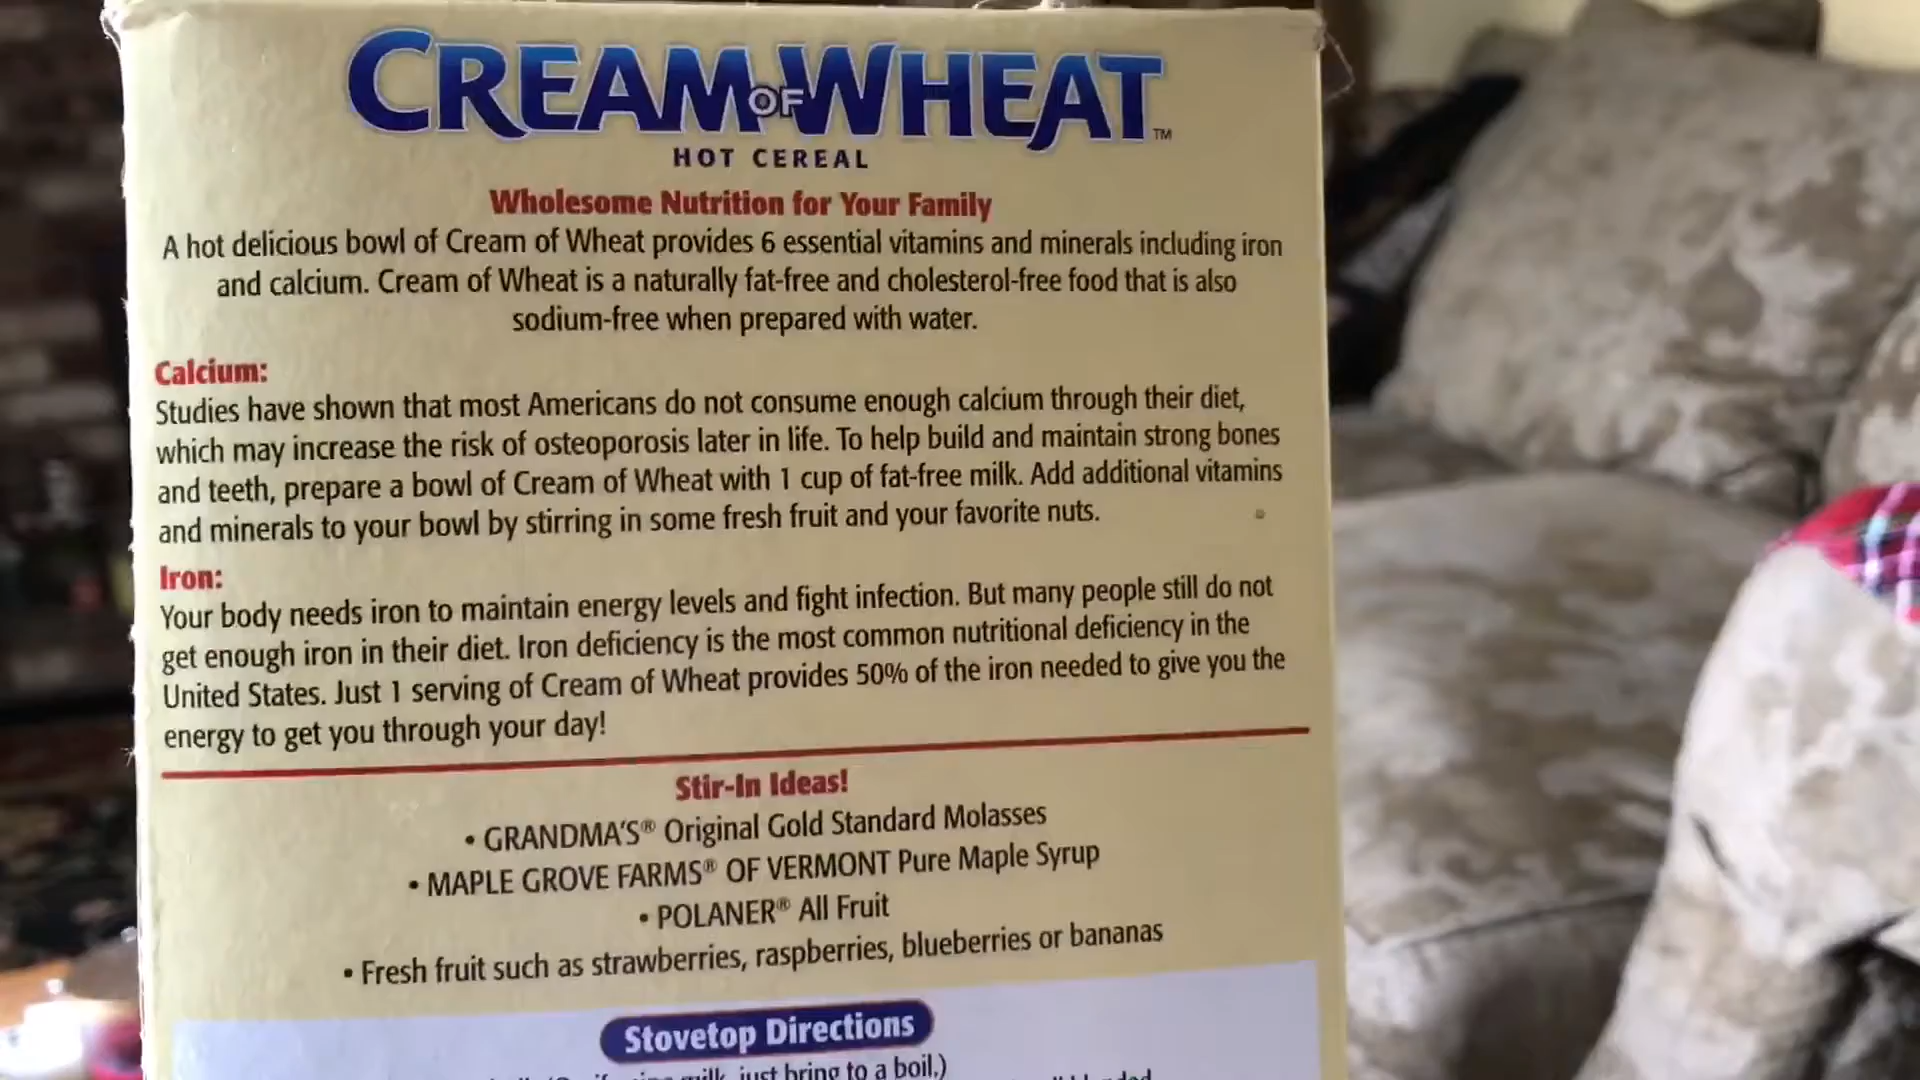 CREAM OF WHEAT™
HOT CEREAL
Wholesome Nutrition for Your Family
A hot delicious bowl of Cream of Wheat provides 6 essential vitamins and minerals including iron
and calcium. Cream of Wheat is a naturally fat-free and cholesterol-free food that is also
sodium-free when prepared with water.
Calcium:
Studies have shown that most Americans do not consume enough calcium through their diet,
which may increase the risk of osteoporosis later in life. To help build and maintain strong bones
and teeth, prepare a bowl of Cream of Wheat with 1 cup of fat-free milk. Add additional vitamins
and minerals to your bowl by stirring in some fresh fruit and your favorite nuts.
Iron:
Your body needs iron to maintain energy levels and fight infection. But many people still do not
get enough iron in their diet. Iron deficiency is the most common nutritional deficiency in the
United States. Just 1 serving of Cream of Wheat provides 50% of the iron needed to give you the
energy to get you through your day!
Stir-In Ideas!
• GRANDMA'S® Original Gold Standard Molasses
• MAPLE GROVE FARMS® OF VERMONT Pure Maple Syrup
• POLANER® All Fruit
• Fresh fruit such as strawberries, raspberries, blueberries or bananas
Stovetop Directions
milk, just bring to a boil.)